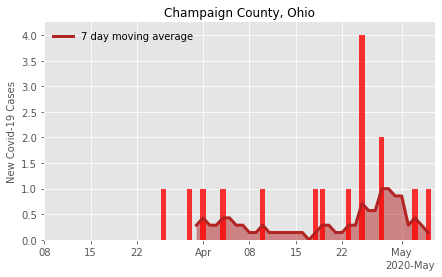 Champaign County, Ohio
7 day moving average
New Covid-19 Cases
4.0
3.5
3.0
2.5
2.0
1.5
1.0
0.5
0.0
08 15 22 Apr 08 15 22 May
2020-May